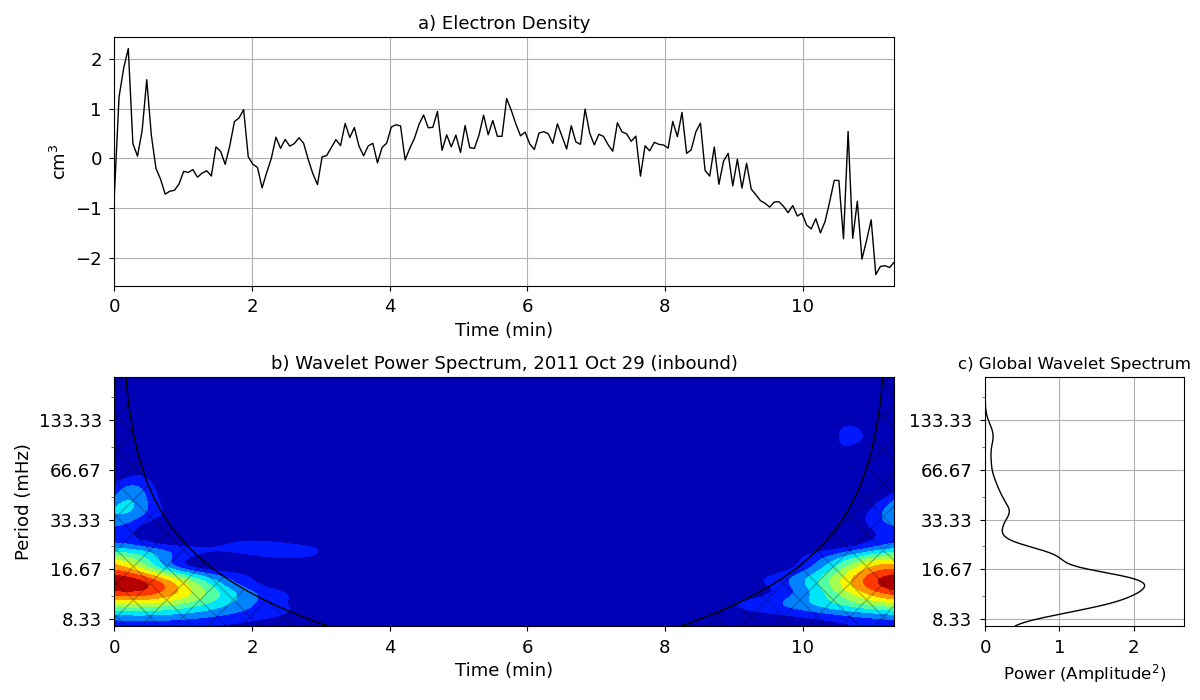 a) Electron Density
2
1
0
−1
−2
cm³
0 2 4 6 8 10
Time (min)
b) Wavelet Power Spectrum, 2011 Oct 29 (inbound)
133.33
66.67
33.33
16.67
8.33
Period (mHz)
0 2 4 6 8 10
Time (min)
c) Global Wavelet Spectrum
133.33
66.67
33.33
16.67
8.33
0 1 2
Power (Amplitude²)